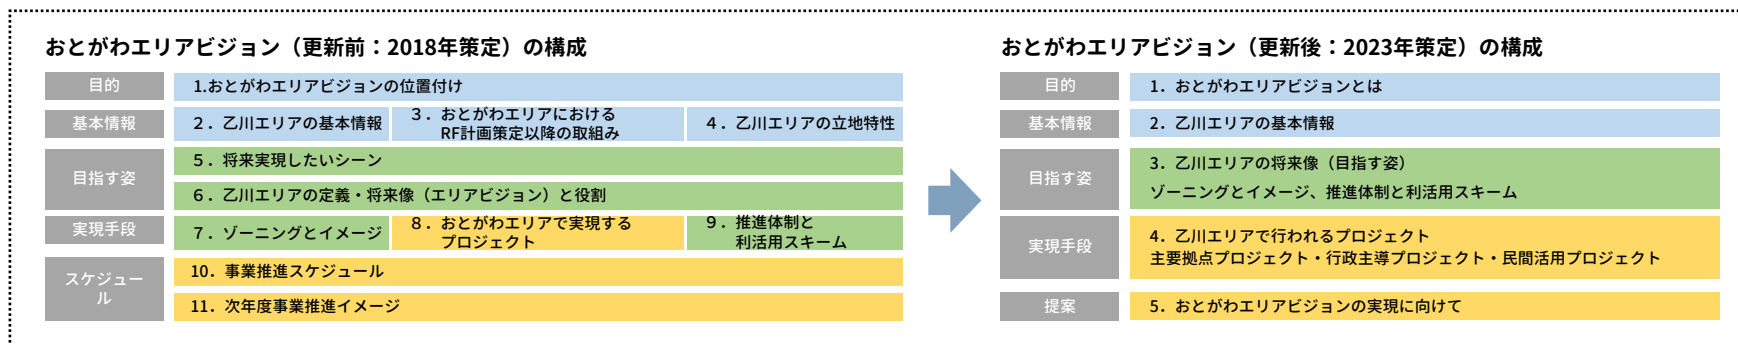 おとがわエリアビジョン（更新前：2018年策定）の構成
目的
1.おとがわエリアビジョンの位置付け
基本情報
２．乙川エリアの基本情報
３．おとがわエリアにおける
RF計画策定以降の取組み
４．乙川エリアの立地特性
目指す姿
５．将来実現したいシーン
６．乙川エリアの定義・将来像（エリアビジョン）と役割
実現手段
７．ゾーニングとイメージ
８．おとがわエリアで実現する
プロジェクト
９．推進体制と
利活用スキーム
スケジュー
ル
10．事業推進スケジュール
11．次年度事業推進イメージ
おとがわエリアビジョン（更新後：2023年策定）の構成
目的
1．おとがわエリアビジョンとは
基本情報
2．乙川エリアの基本情報
目指す姿
3．乙川エリアの将来像（目指す姿）
ゾーニングとイメージ、推進体制と利活用スキーム
実現手段
4．乙川エリアで行われるプロジェクト
主要拠点プロジェクト・行政主導プロジェクト・民間活用プロジェクト
提案
5．おとがわエリアビジョンの実現に向けて